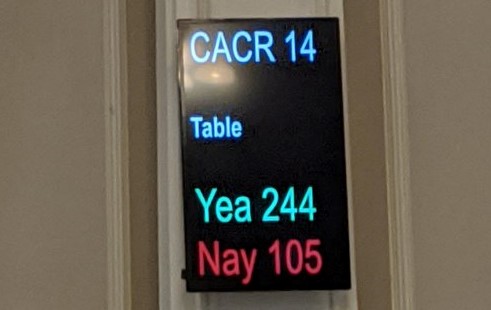 CACR 14
Table
Yea 244
Nay 105